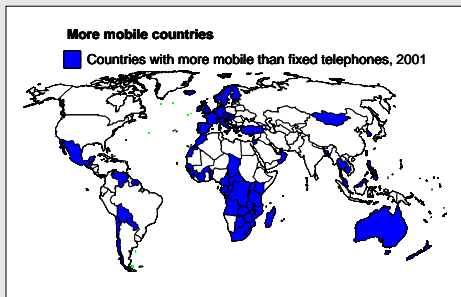 More mobile countries
Countries with more mobile than fixed telephones, 2001